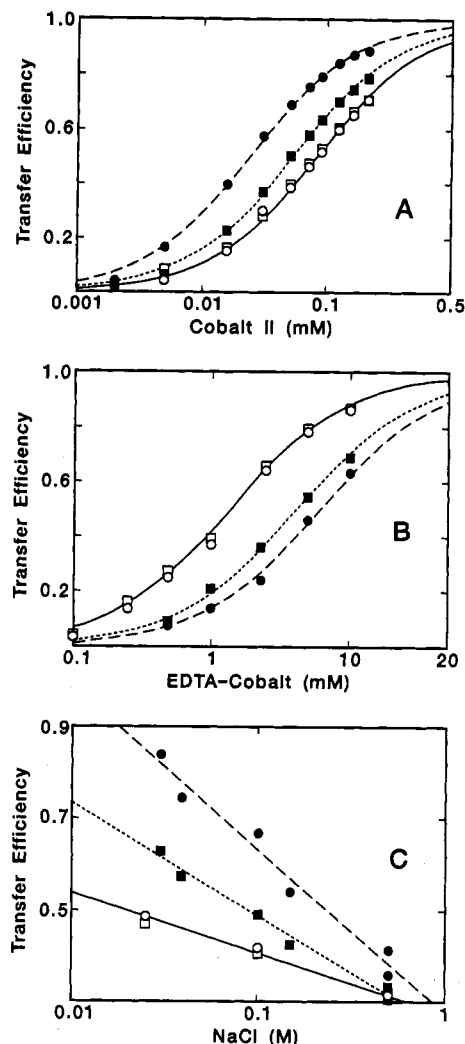 1.0
0.6
0.2
Transfer Efficiency
A
0.001
0.01
0.1
0.5
Cobalt II (mM)
1.0
0.6
0.2
Transfer Efficiency
B
0.1
1
10
20
EDTA-Cobalt (mM)
0.9
0.7
0.5
Transfer Efficiency
C
0.01
0.1
1
NaCl (M)